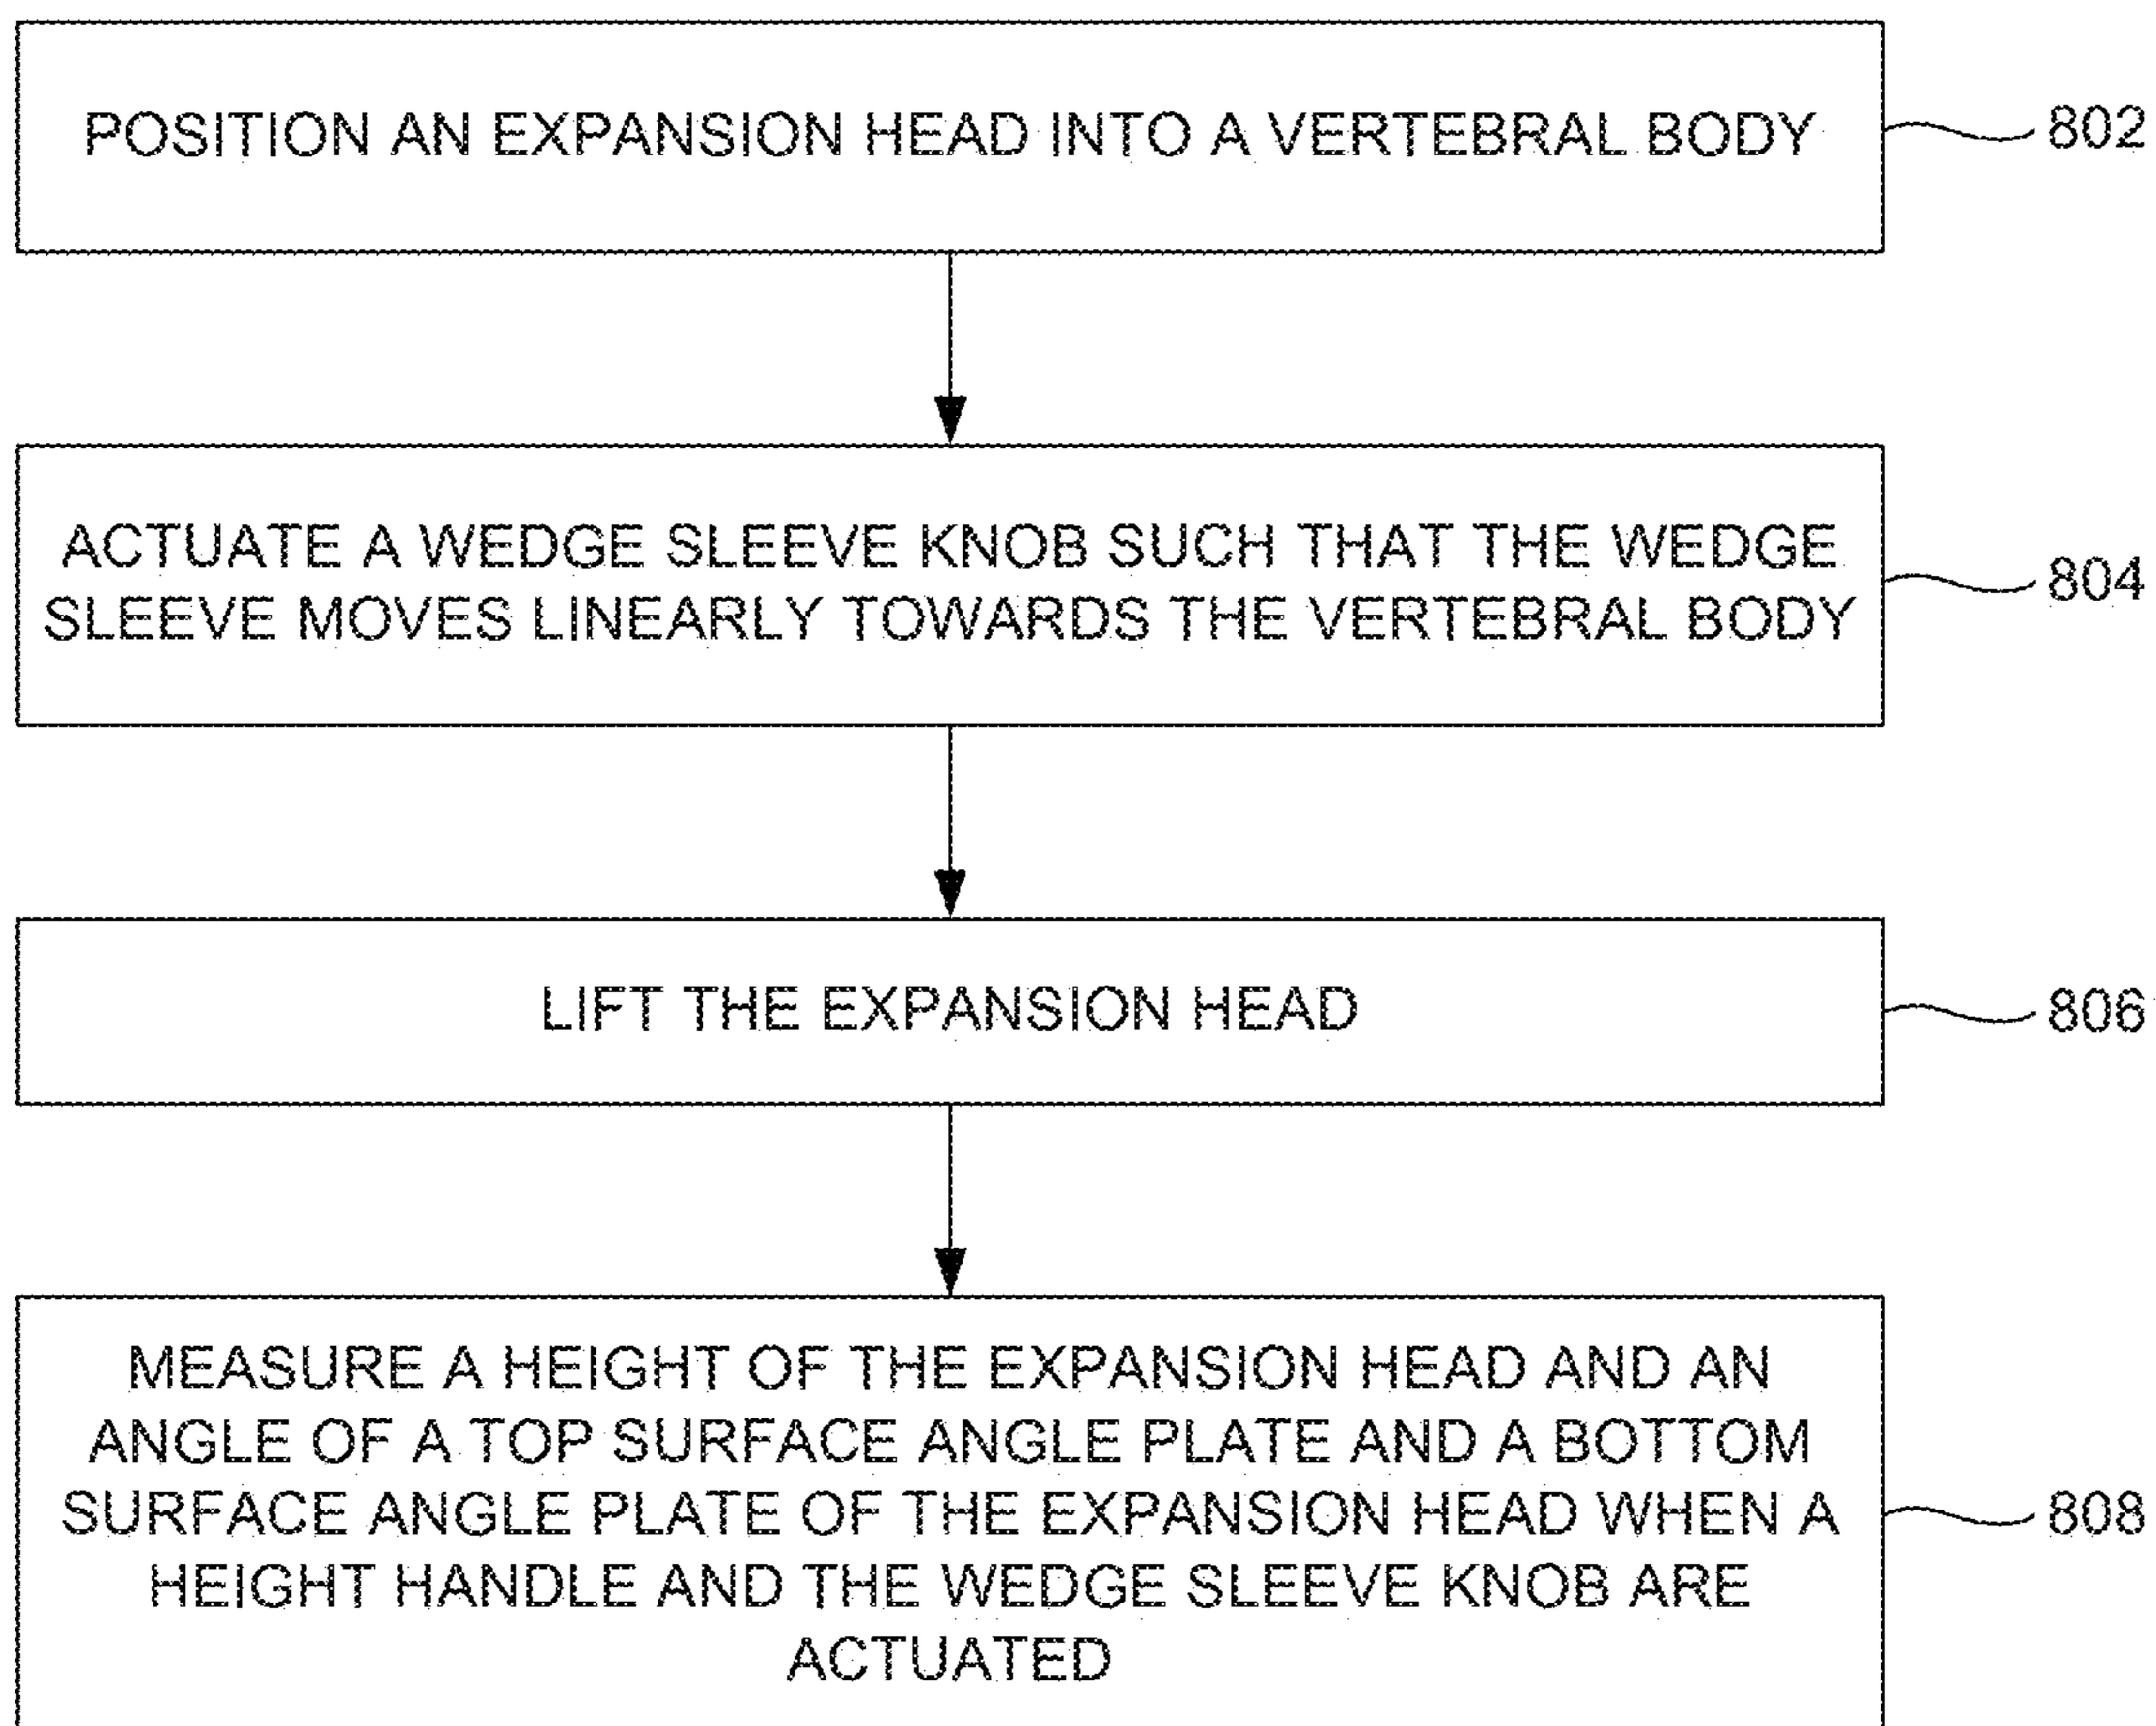 POSITION AN EXPANSION HEAD INTO A VERTEBRAL BODY
802
ACTUATE A WEDGE SLEEVE KNOB SUCH THAT THE WEDGE
SLEEVE MOVES LINEARLY TOWARDS THE VERTEBRAL BODY
804
LIFT THE EXPANSION HEAD
806
MEASURE A HEIGHT OF THE EXPANSION HEAD AND AN
ANGLE OF A TOP SURFACE ANGLE PLATE AND A BOTTOM
SURFACE ANGLE PLATE OF THE EXPANSION HEAD WHEN A
HEIGHT HANDLE AND THE WEDGE SLEEVE KNOB ARE
ACTUATED
808